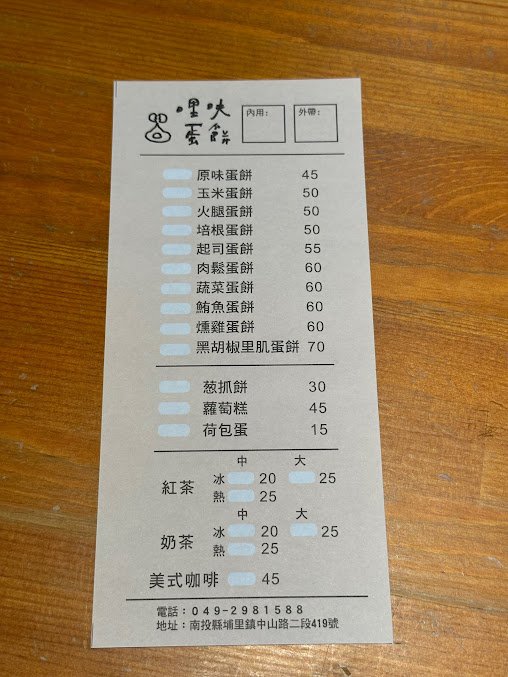 哩呋
蛋餅
內用： 外帶：
原味蛋餅 45
玉米蛋餅 50
火腿蛋餅 50
培根蛋餅 50
起司蛋餅 55
肉鬆蛋餅 60
蔬菜蛋餅 60
鮪魚蛋餅 60
燻雞蛋餅 60
黑胡椒里肌蛋餅 70
葱抓餅 30
蘿蔔糕 45
荷包蛋 15
中 大
紅茶 冰 20 25
熱 25
中 大
奶茶 冰 20 25
熱 25
美式咖啡 45
電話：049-2981588
地址：南投縣埔里鎮中山路二段419號